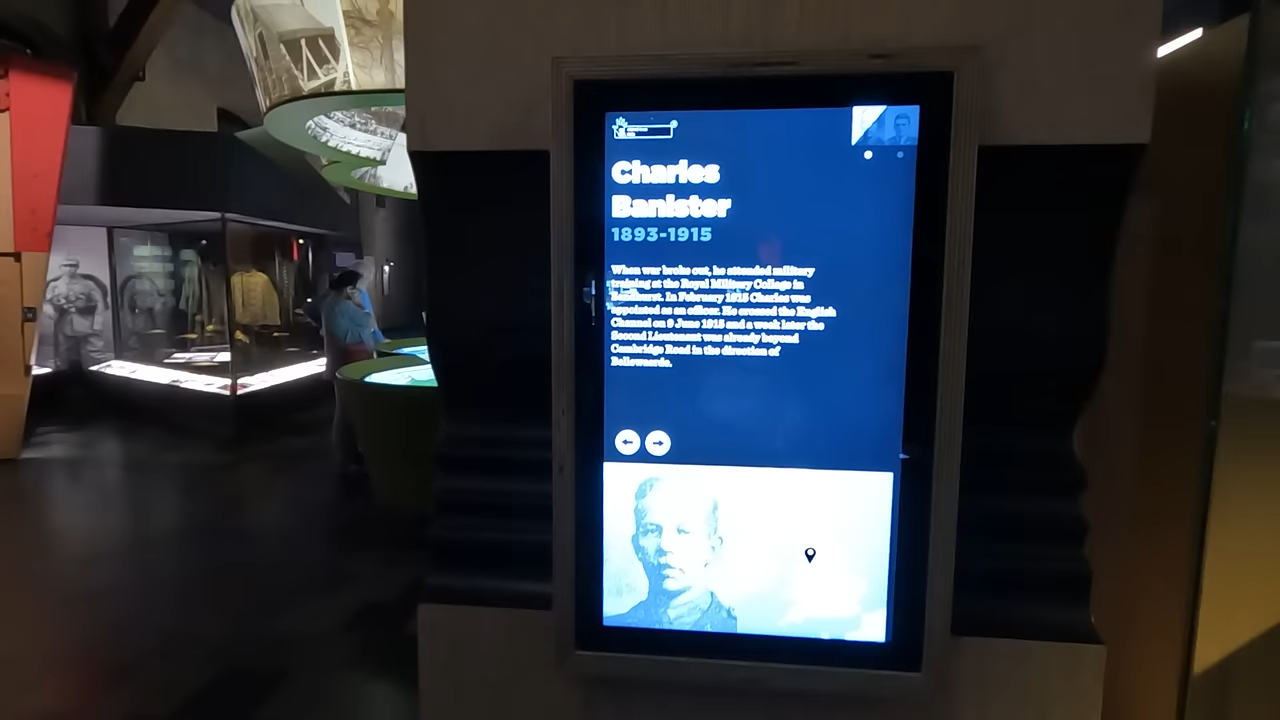 Charles
Banister
1893-1915
When war broke out, he attended military
training at the Royal Military College in
Sandhurst. In February 1915 Charles was
appointed as an officer. He crossed the English
Channel on 9 June 1915 and a week later the
Second Lieutenant was already beyond
Cambridge Road in the direction of
Bellewaerde.